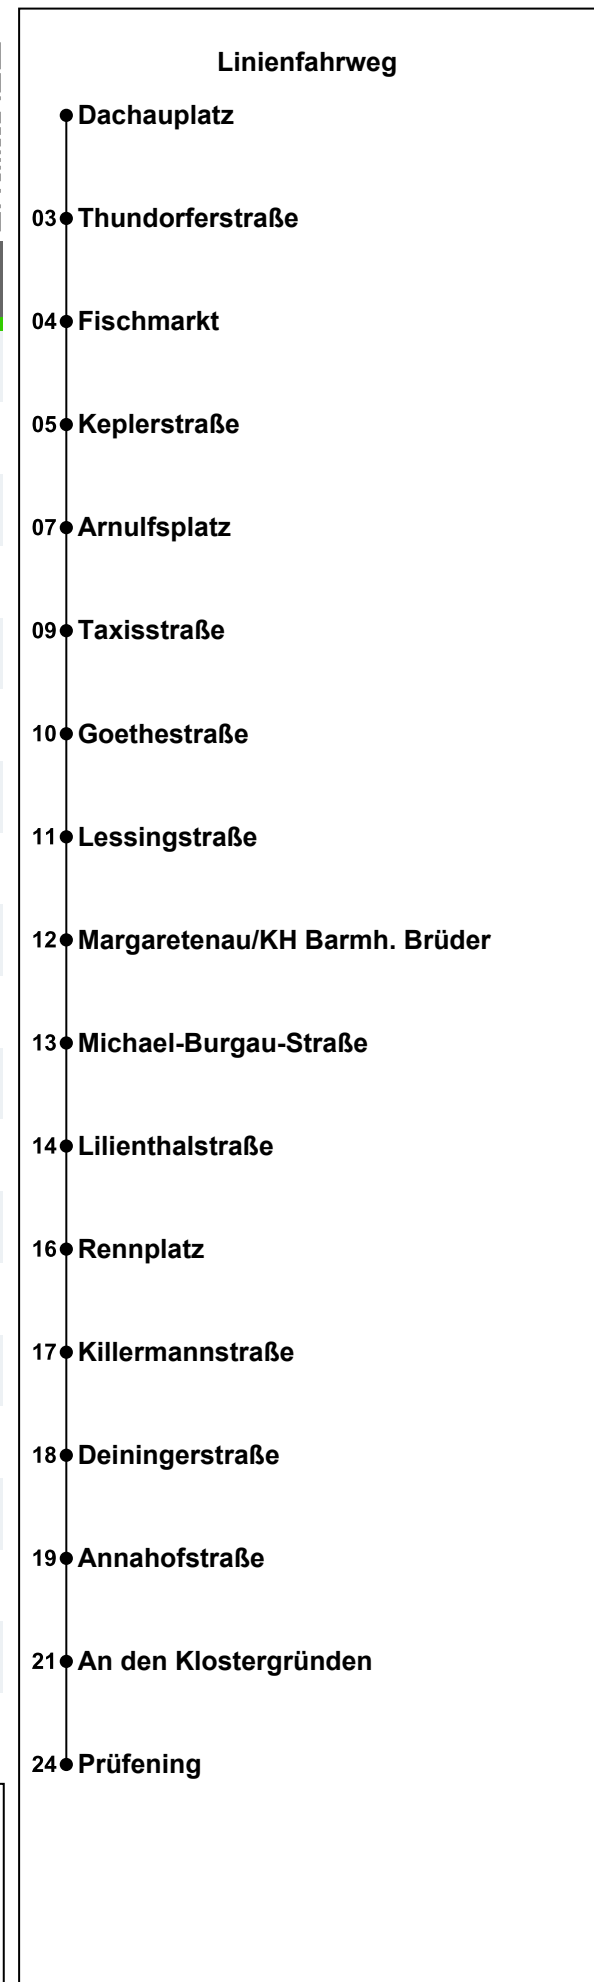 Linienfahrweg
Dachauplatz
03 Thundorferstraße
04 Fischmarkt
05 Keplerstraße
07 Arnulfsplatz
09 Taxisstraße
10 Goethestraße
11 Lessingstraße
12 Margaretenau/KH Barmh. Brüder
13 Michael-Burgau-Straße
14 Lilienthalstraße
16 Rennplatz
17 Killermannstraße
18 Deiningerstraße
19 Annahofstraße
21 An den Klostergründen
24 Prüfening